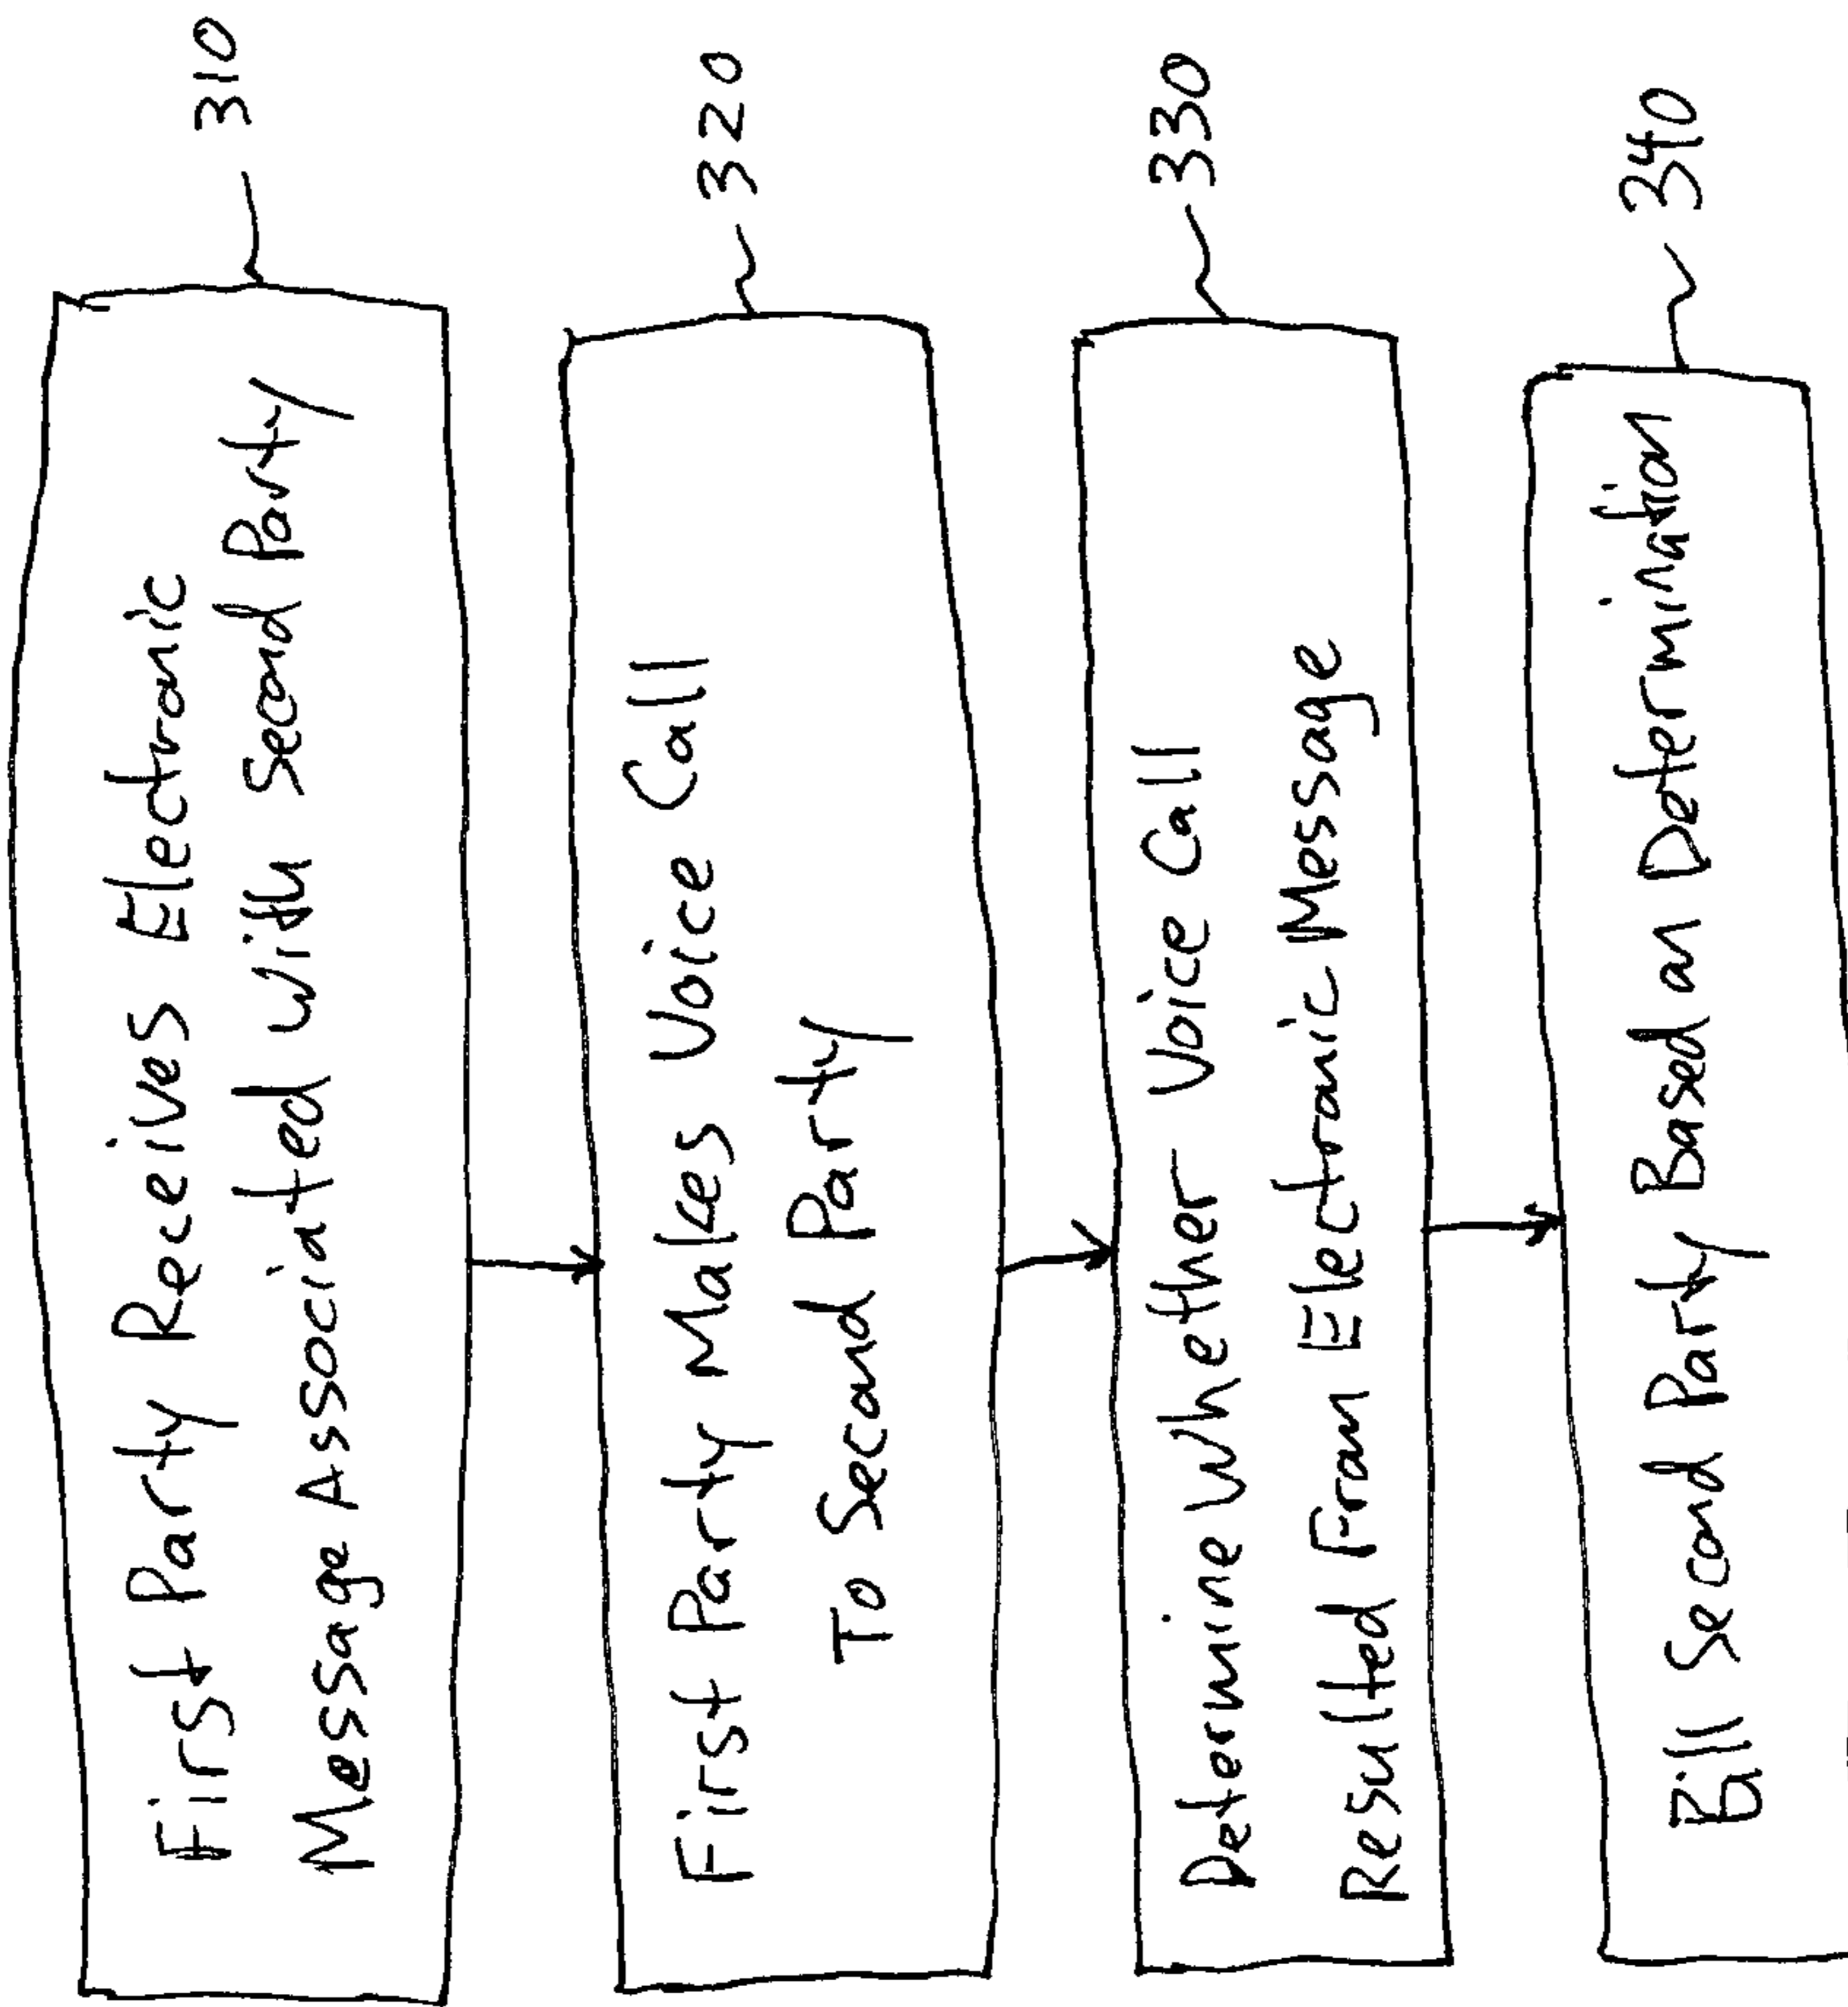 First Party Receives Electronic
Message Associated with Second Party
310
First Party Makes Voice Call
To Second Party
320
Determine Whether Voice Call
Resulted From Electronic Message
330
Bill Second Party Based on Determination
340